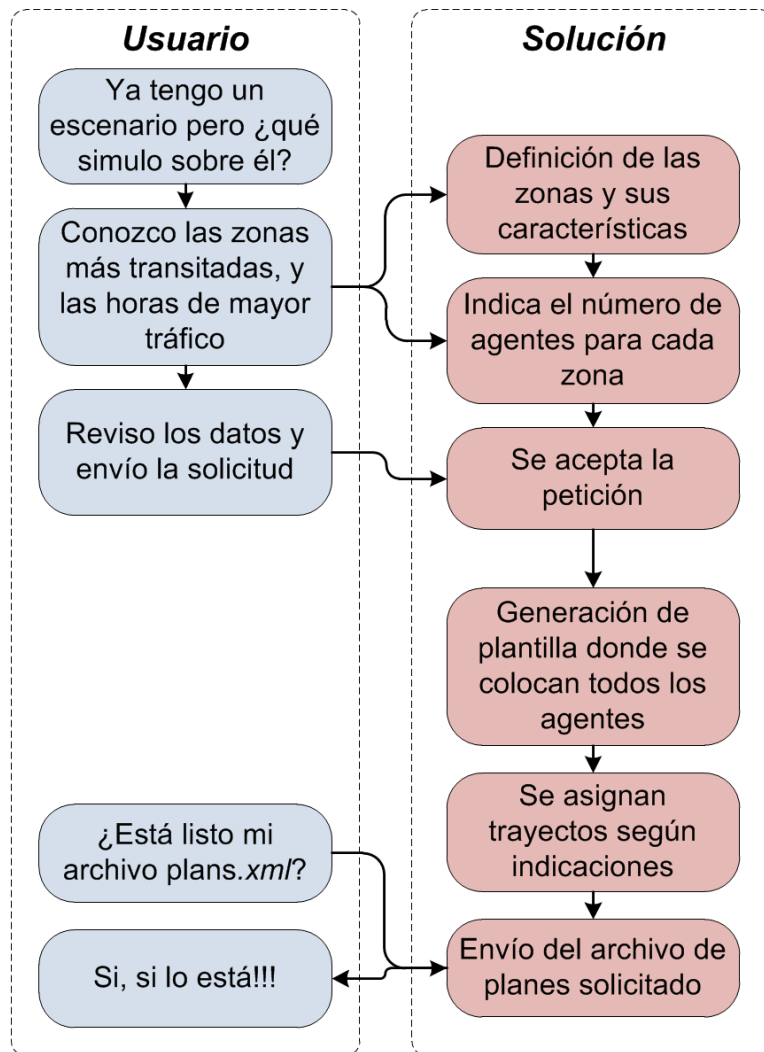 Usuario
Ya tengo un
escenario pero ¿qué
simulo sobre él?
Conozco las zonas
más transitadas, y
las horas de mayor
tráfico
Reviso los datos y
envío la solicitud
¿Está listo mi
archivo plans.xml?
Si, si lo está!!!
Solución
Definición de las
zonas y sus
características
Indica el número de
agentes para cada
zona
Se acepta la
petición
Generación de
plantilla donde se
colocan todos los
agentes
Se asignan
trayectos según
indicaciones
Envío del archivo de
planes solicitado